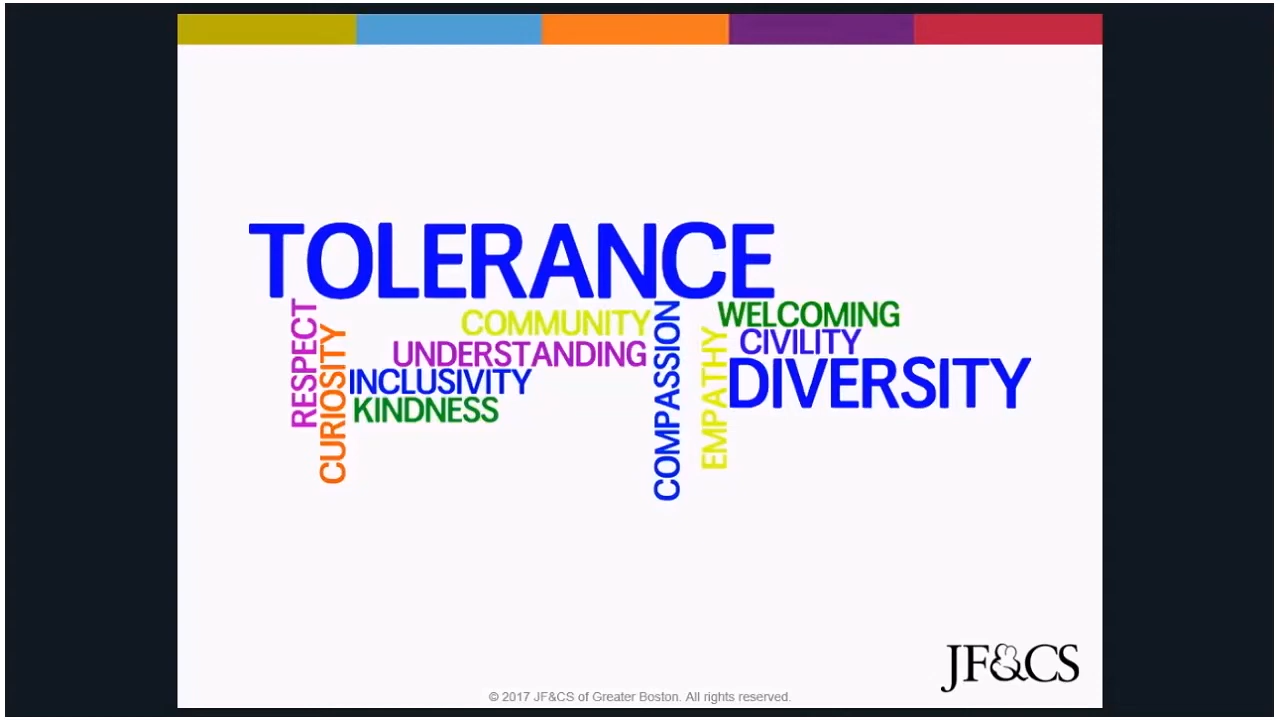 TOLERANCE
RESPECT
CURIOSITY
COMMUNITY
UNDERSTANDING
INCLUSIVITY
KINDNESS
COMPASSION
EMPATHY
WELCOMING
CIVILITY
DIVERSITY
JF&CS
© 2017 JF&CS of Greater Boston. All rights reserved.